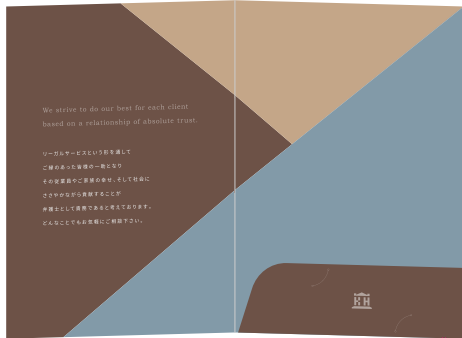 We strive to do our best for each client
based on a relationship of absolute trust.
リーガルサービスという形を通して
ご縁のあった皆様の一助となり
その従業員やご家族の幸せ、そして社会に
ささやかながら貢献することが
弁護士として責務であると考えております。
どんなことでもお気軽にご相談下さい。
KH